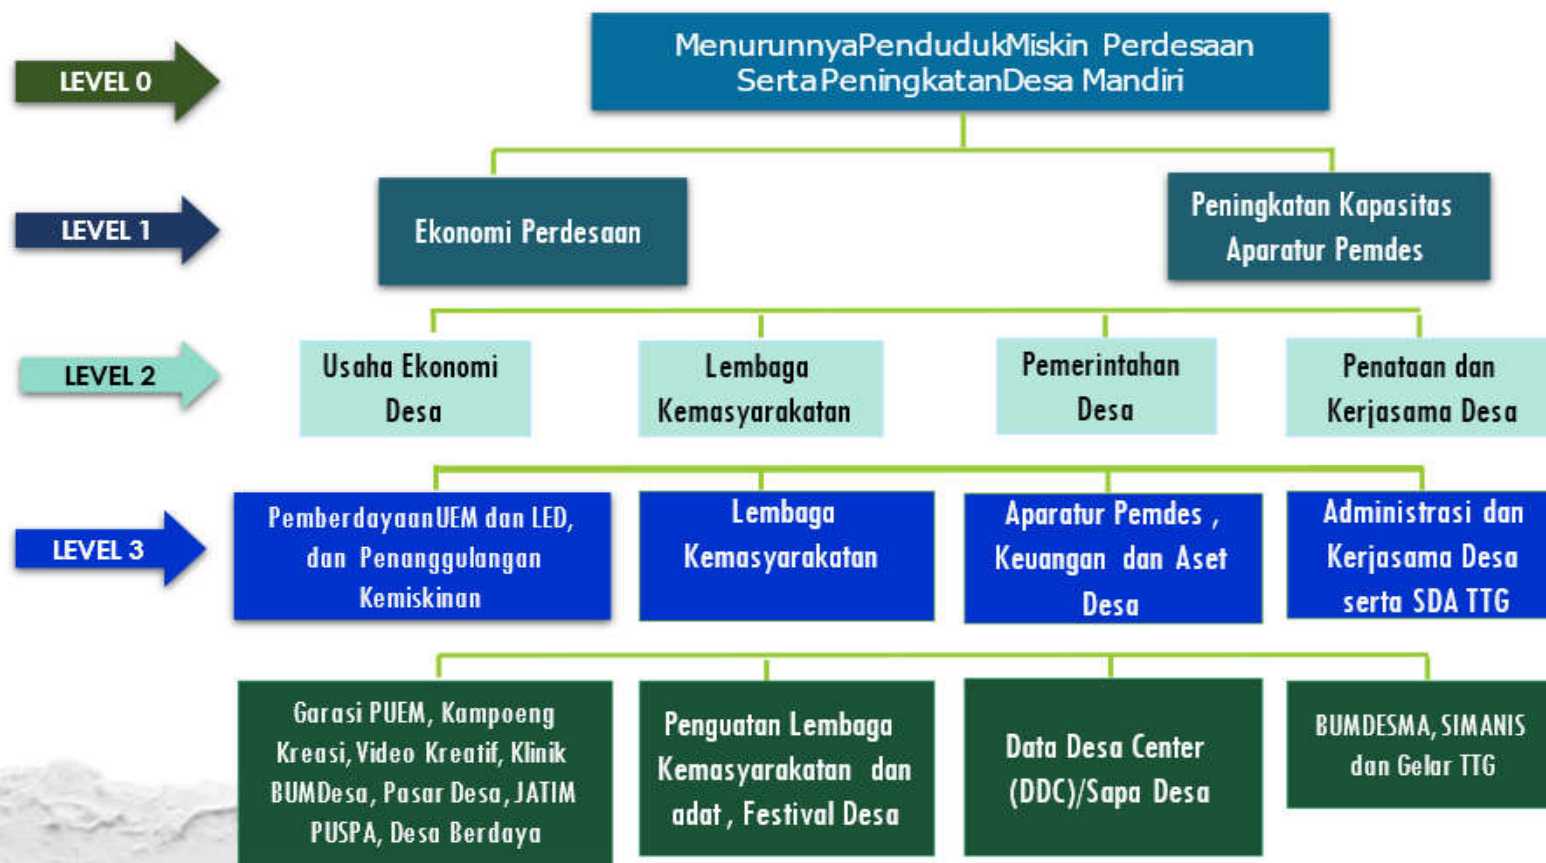 LEVEL 0
MenurunnyaPendudukMiskin Perdesaan
SertaPeningkatanDesa Mandiri
LEVEL 1
Ekonomi Perdesaan
Peningkatan Kapasitas
Aparatur Pemdes
LEVEL 2
Usaha Ekonomi
Desa
Lembaga
Kemasyarakatan
Pemerintahan
Desa
Penataan dan
Kerjasama Desa
LEVEL 3
PemberdayaanUEM dan LED,
dan Penanggulangan
Kemiskinan
Lembaga
Kemasyarakatan
Aparatur Pemdes ,
Keuangan dan Aset
Desa
Administrasi dan
Kerjasama Desa
serta SDA TTG
Garasi PUEM, Kampoeng
Kreasi, Video Kreatif, Klinik
BUMDesa, Pasar Desa, JATIM
PUSPA, Desa Berdaya
Penguatan Lembaga
Kemasyarakatan dan
adat , Festival Desa
Data Desa Center
(DDC)/Sapa Desa
BUMDESMA, SIMANIS
dan Gelar TTG